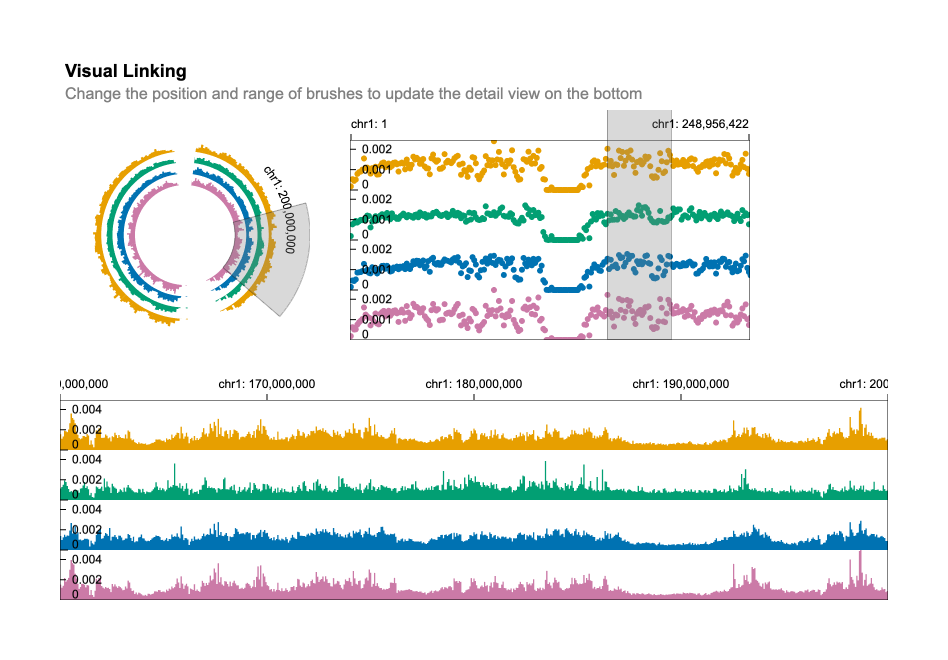 Visual Linking
Change the position and range of brushes to update the detail view on the bottom
chr1: 200,000,000
chr1: 1
chr1: 248,956,422
0.002
0.001
0
0.002
0.001
0
0.002
0.001
0
0.002
0.001
0
),000,000
chr1: 170,000,000
chr1: 180,000,000
chr1: 190,000,000
chr1: 200
0.004
0.002
0
0.004
0.002
0
0.004
0.002
0
0.004
0.002
0